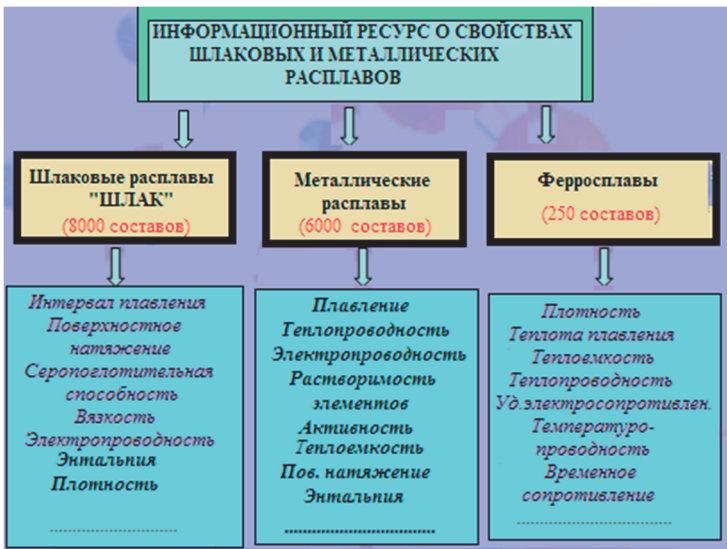 ИНФОРМАЦИОННЫЙ РЕСУРС О СВОЙСТВАХ
ШЛАКОВЫХ И МЕТАЛЛИЧЕСКИХ
РАСПЛАВОВ
Шлаковые расплавы
"ШЛАК"
(8000 составов)
Металлические
расплавы
(6000 составов)
Ферросплавы
(250 составов)
Интервал плавления
Поверхностное
натяжение
Серопоглотительная
способность
Вязкость
Электропроводность
Энтальпия
Плотность
..............................
Плавление
Теплопроводность
Электропроводность
Растворимость
элементов
Активность
Теплоемкость
Пов. натяжение
Энтальпия
..............................
Плотность
Теплота плавления
Теплоемкость
Теплопроводность
Уд.электросопротивлен.
Температуро-
проводность
Временное
сопротивление
..............................